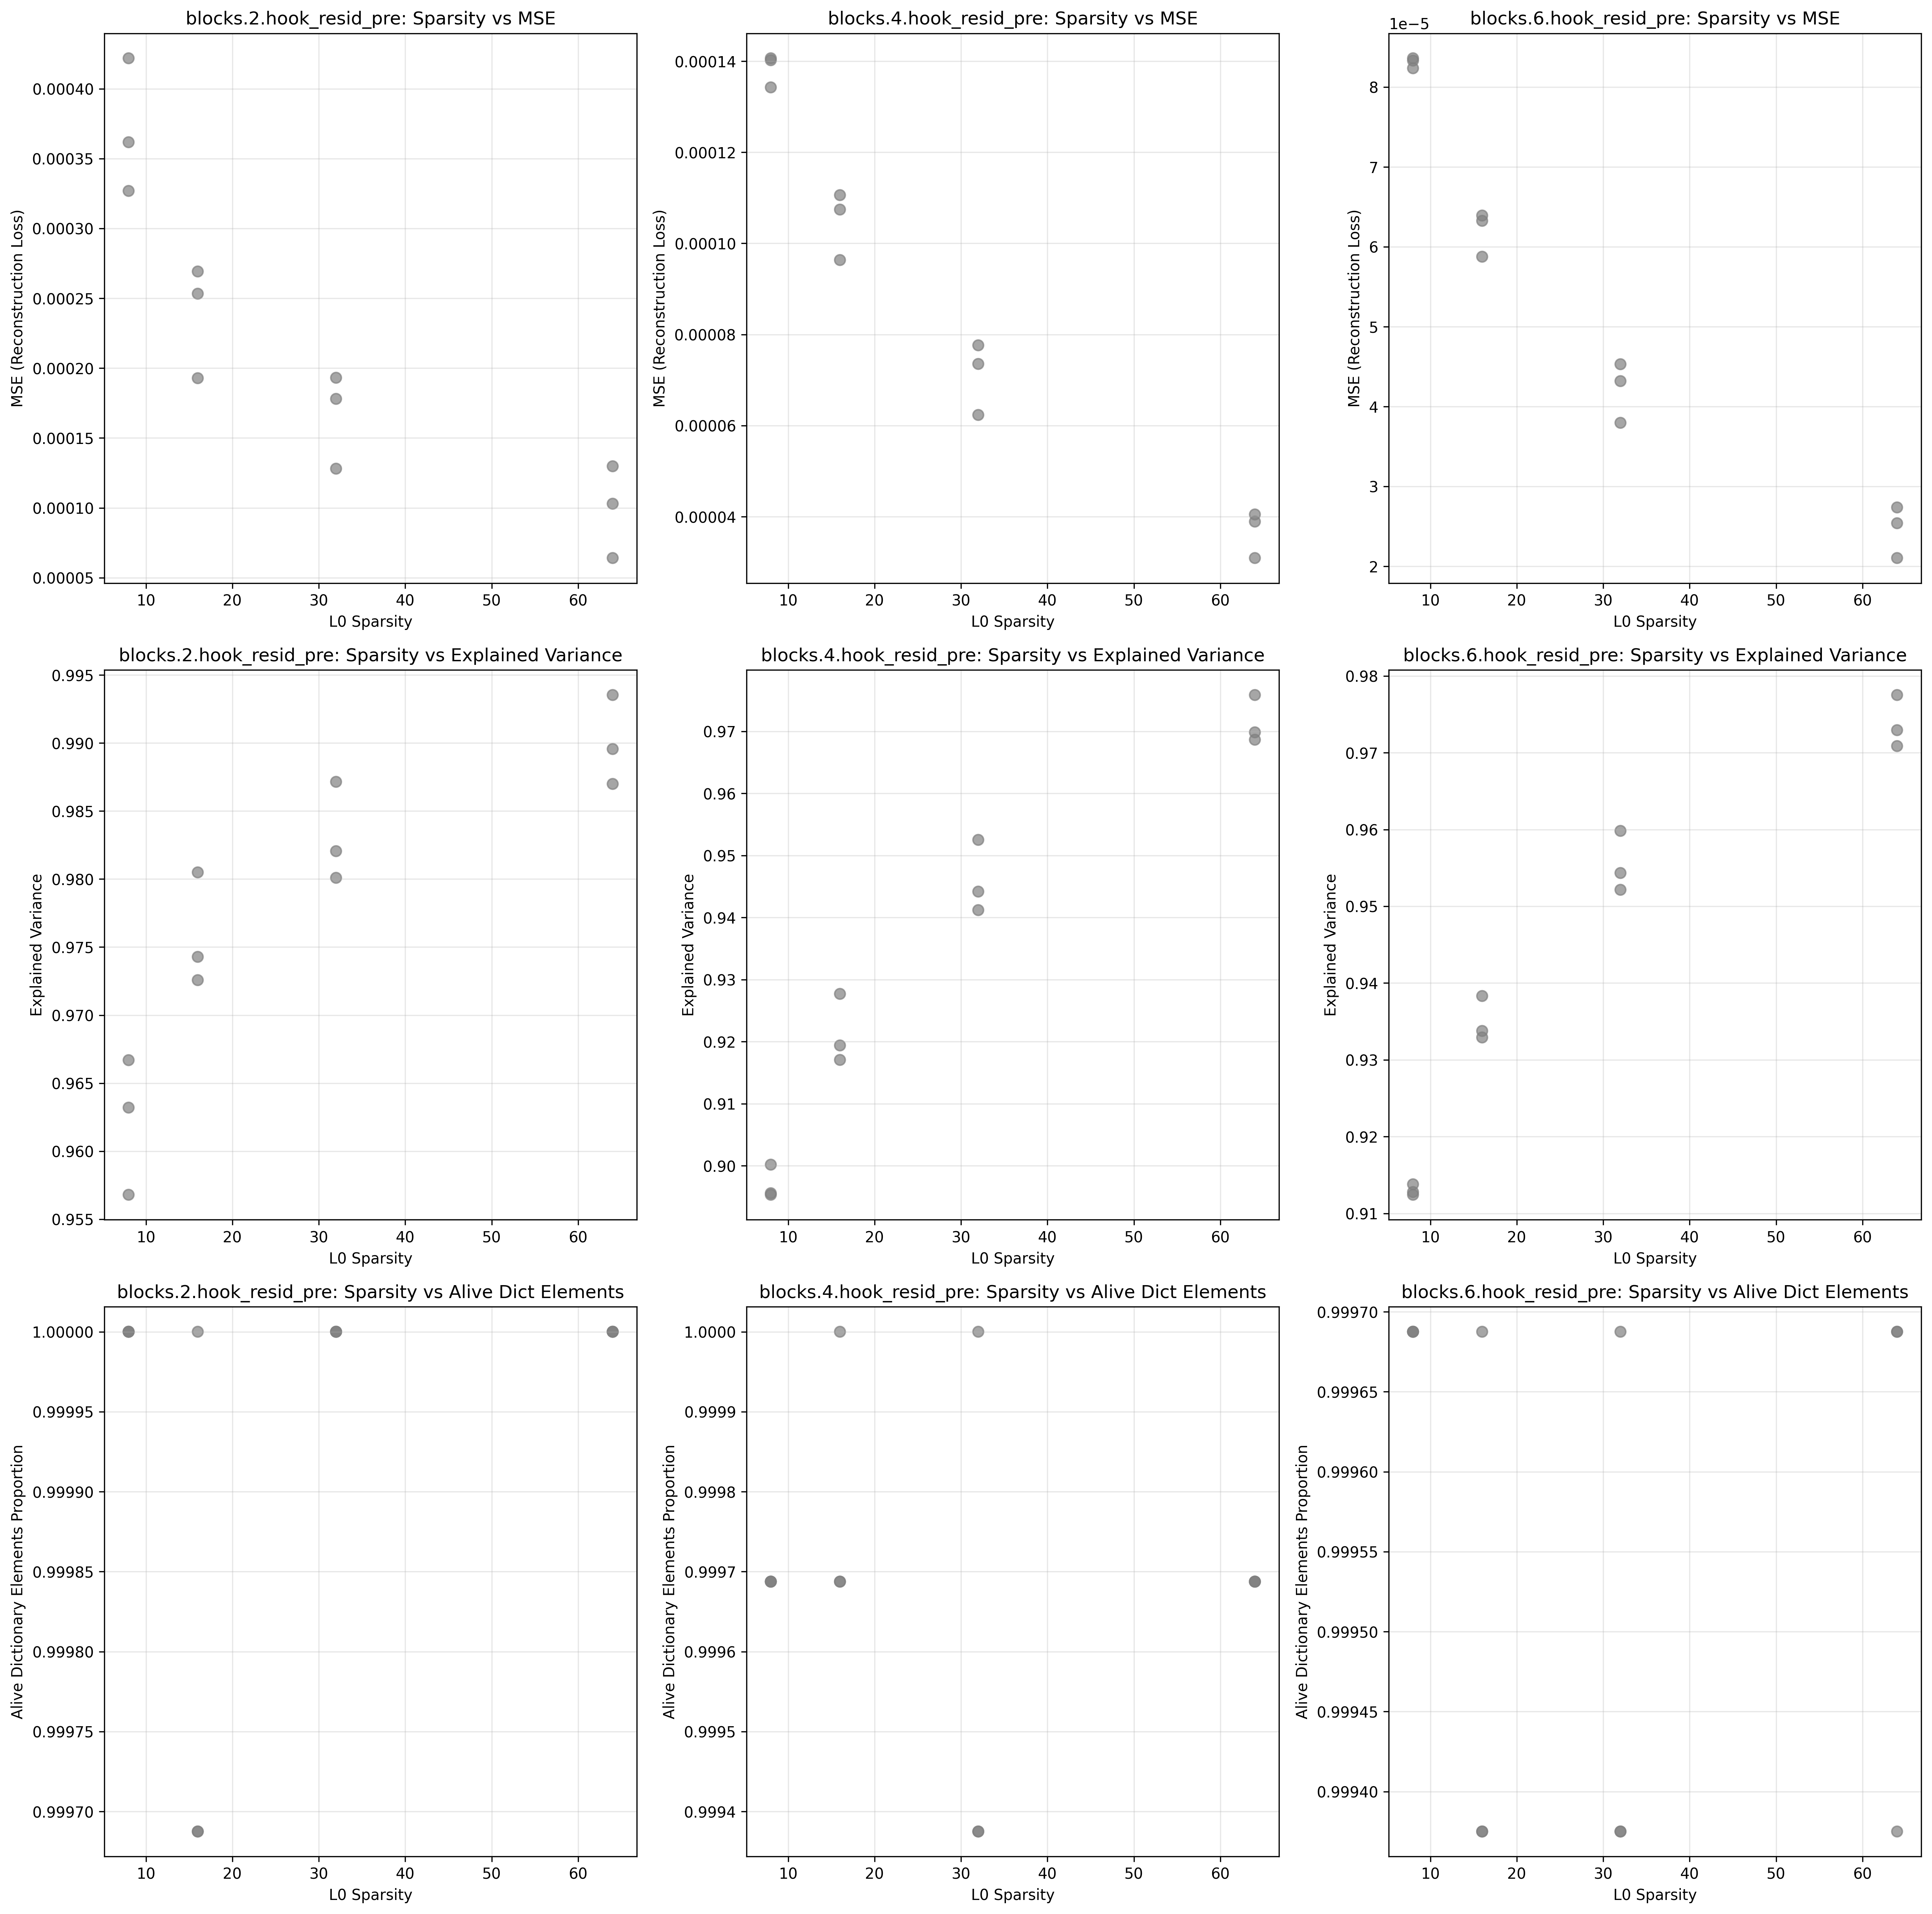 blocks.2.hook_resid_pre: Sparsity vs MSE
MSE (Reconstruction Loss)
0.00040
0.00035
0.00030
0.00025
0.00020
0.00015
0.00010
0.00005
10 20 30 40 50 60
L0 Sparsity
blocks.4.hook_resid_pre: Sparsity vs MSE
MSE (Reconstruction Loss)
0.00014
0.00012
0.00010
0.00008
0.00006
0.00004
10 20 30 40 50 60
L0 Sparsity
blocks.6.hook_resid_pre: Sparsity vs MSE
1e−5
MSE (Reconstruction Loss)
8
7
6
5
4
3
2
10 20 30 40 50 60
L0 Sparsity
blocks.2.hook_resid_pre: Sparsity vs Explained Variance
Explained Variance
0.995
0.990
0.985
0.980
0.975
0.970
0.965
0.960
0.955
10 20 30 40 50 60
L0 Sparsity
blocks.4.hook_resid_pre: Sparsity vs Explained Variance
Explained Variance
0.97
0.96
0.95
0.94
0.93
0.92
0.91
0.90
10 20 30 40 50 60
L0 Sparsity
blocks.6.hook_resid_pre: Sparsity vs Explained Variance
Explained Variance
0.98
0.97
0.96
0.95
0.94
0.93
0.92
0.91
10 20 30 40 50 60
L0 Sparsity
blocks.2.hook_resid_pre: Sparsity vs Alive Dict Elements
Alive Dictionary Elements Proportion
1.00000
0.99995
0.99990
0.99985
0.99980
0.99975
0.99970
10 20 30 40 50 60
L0 Sparsity
blocks.4.hook_resid_pre: Sparsity vs Alive Dict Elements
Alive Dictionary Elements Proportion
1.0000
0.9999
0.9998
0.9997
0.9996
0.9995
0.9994
10 20 30 40 50 60
L0 Sparsity
blocks.6.hook_resid_pre: Sparsity vs Alive Dict Elements
Alive Dictionary Elements Proportion
0.99970
0.99965
0.99960
0.99955
0.99950
0.99945
0.99940
10 20 30 40 50 60
L0 Sparsity